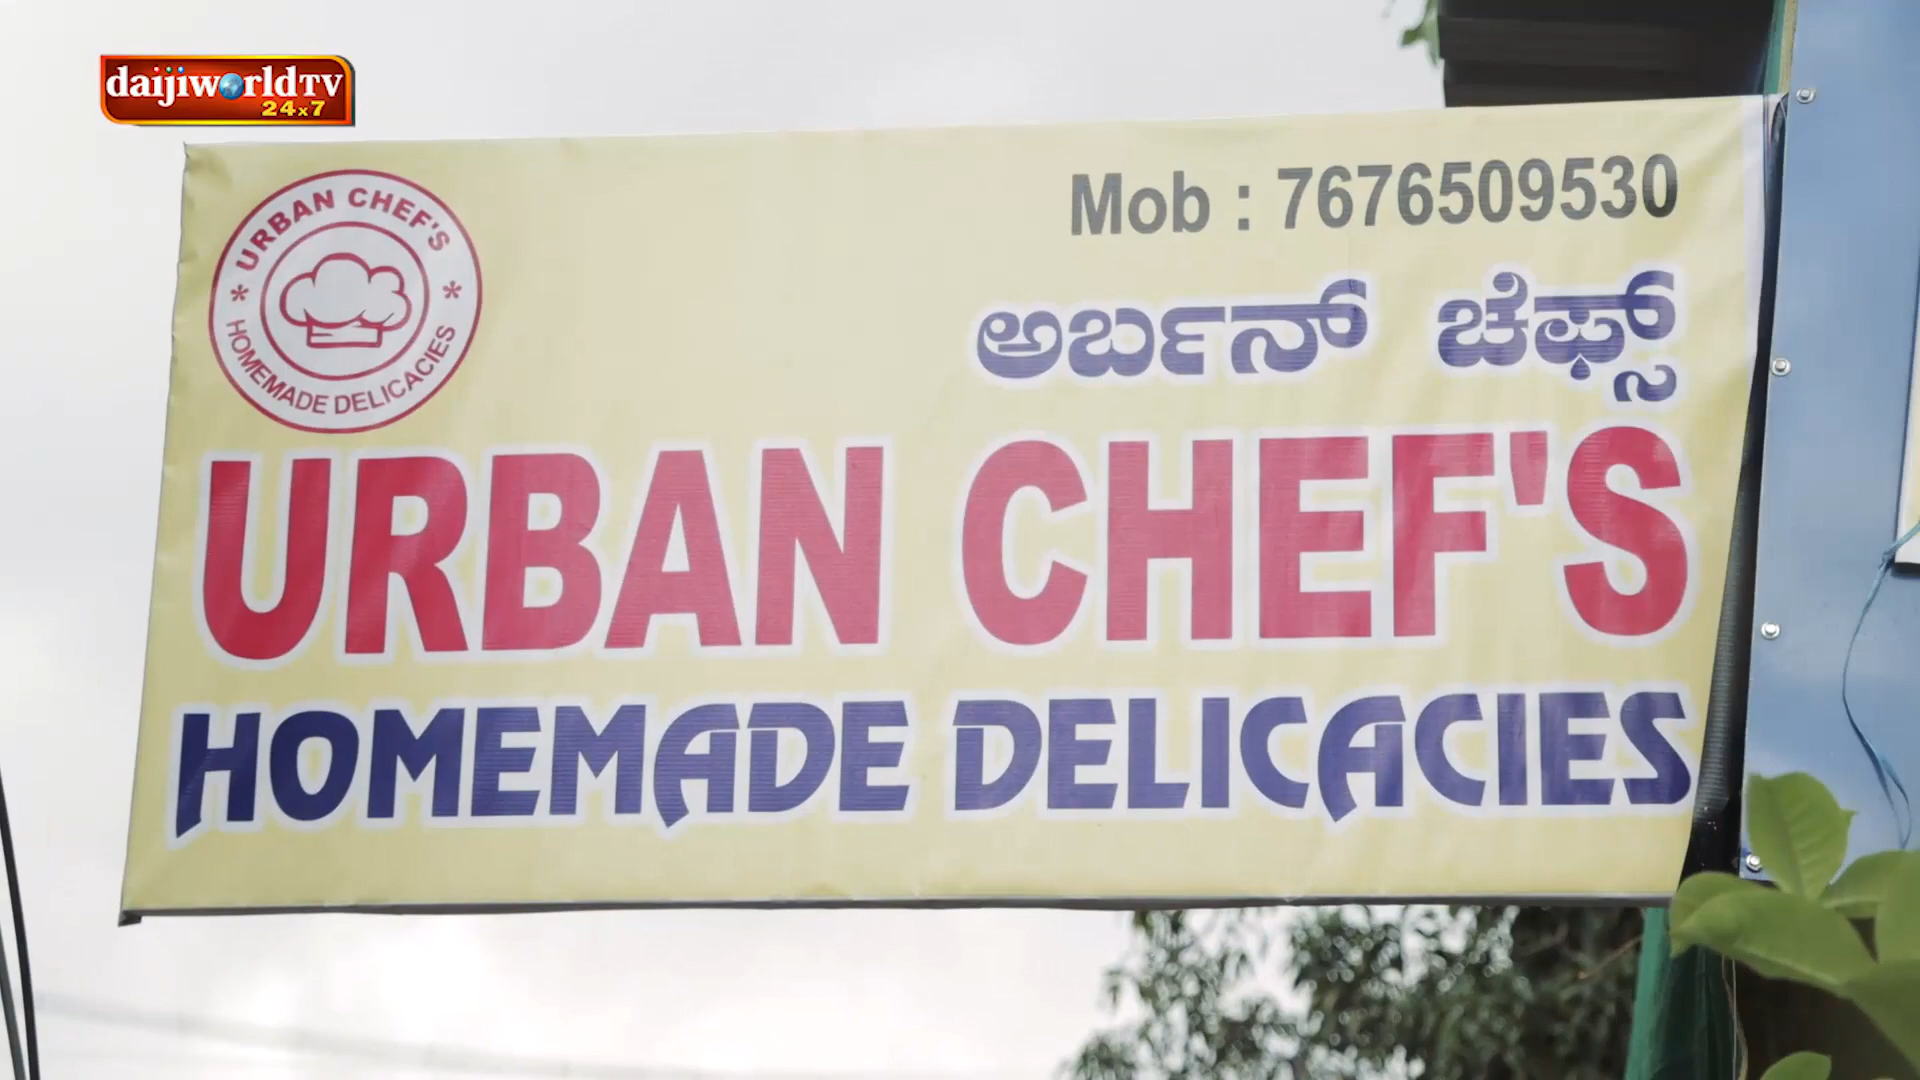 daijiworldTV
24x7
URBAN CHEF'S
* *
HOMEMADE DELICACIES
Mob : 7676509530
ಅರ್ಬನ್ ಚೆಫ್ಸ್
URBAN CHEF'S
HOMEMADE DELICACIES